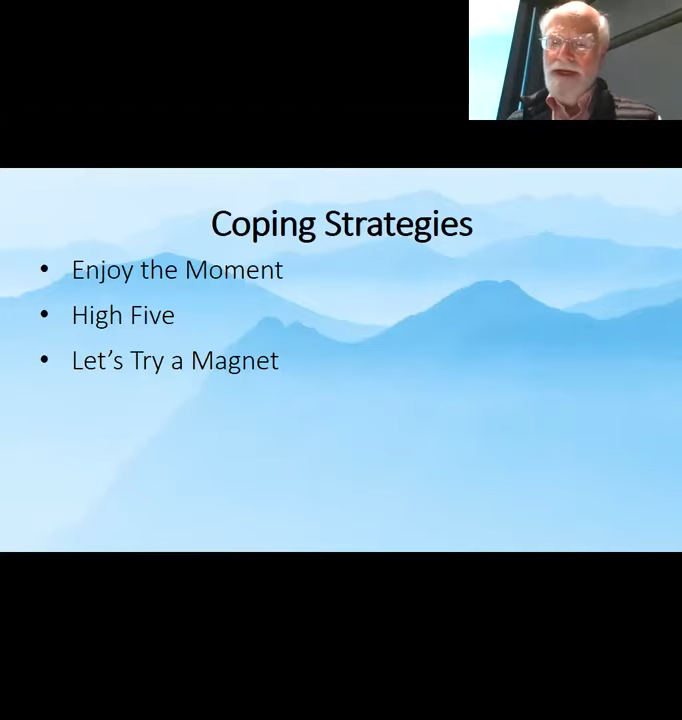 Coping Strategies
• Enjoy the Moment
• High Five
• Let's Try a Magnet